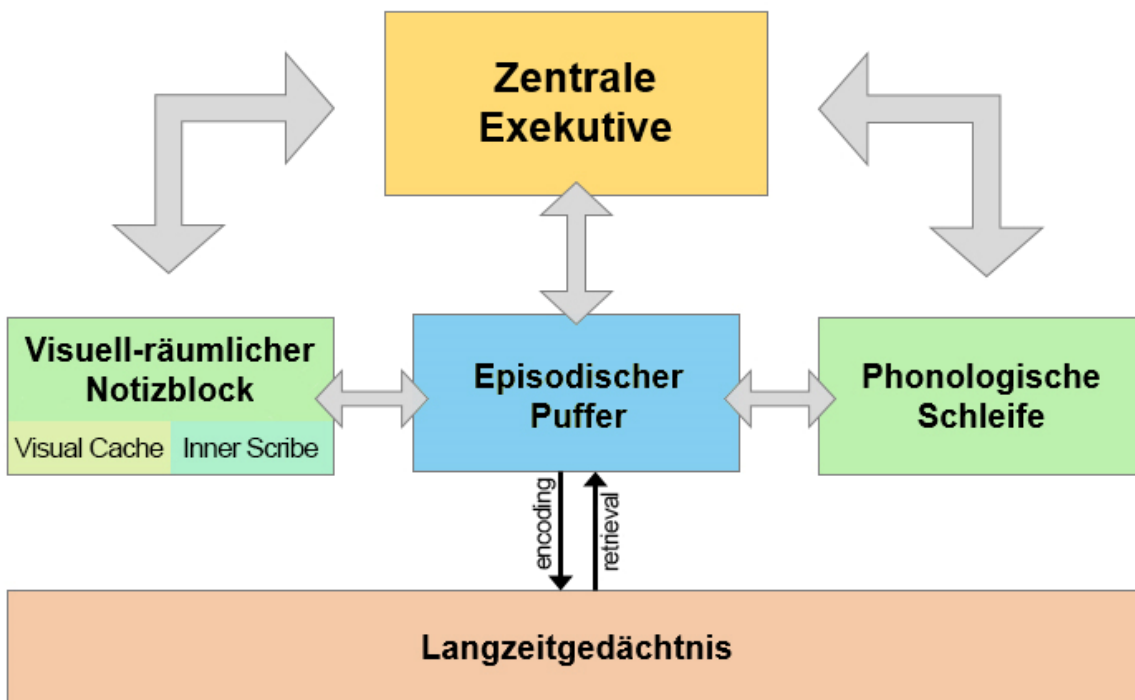 Zentrale
Exekutive
Visuell-räumlicher
Notizblock
Visual Cache
Inner Scribe
Episodischer
Puffer
Phonologische
Schleife
encoding
retrieval
Langzeitgedächtnis